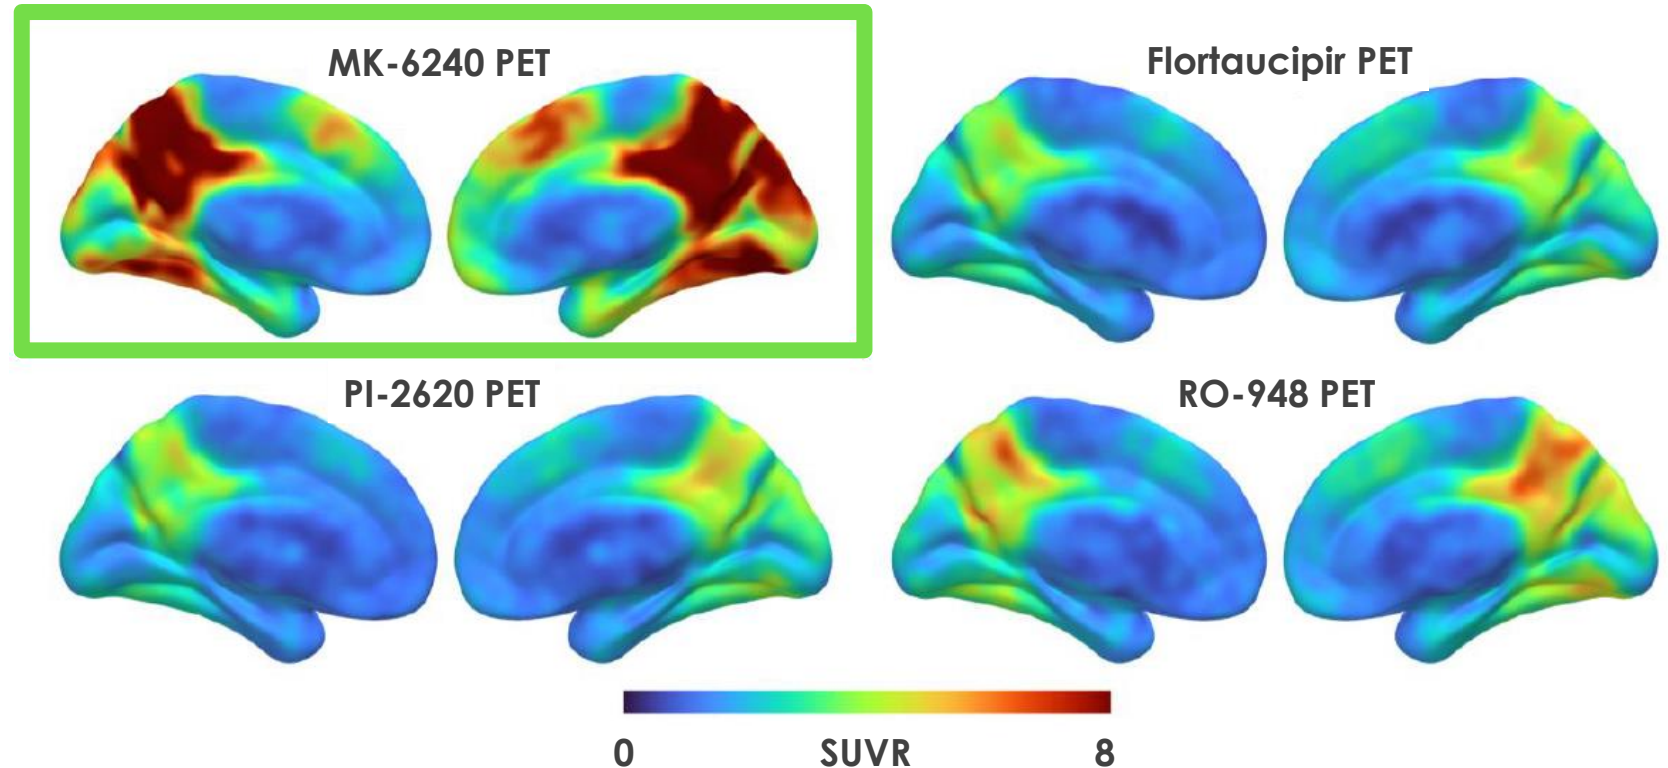 MK-6240 PET
Flortaucipir PET
PI-2620 PET
RO-948 PET
0 SUVR 8